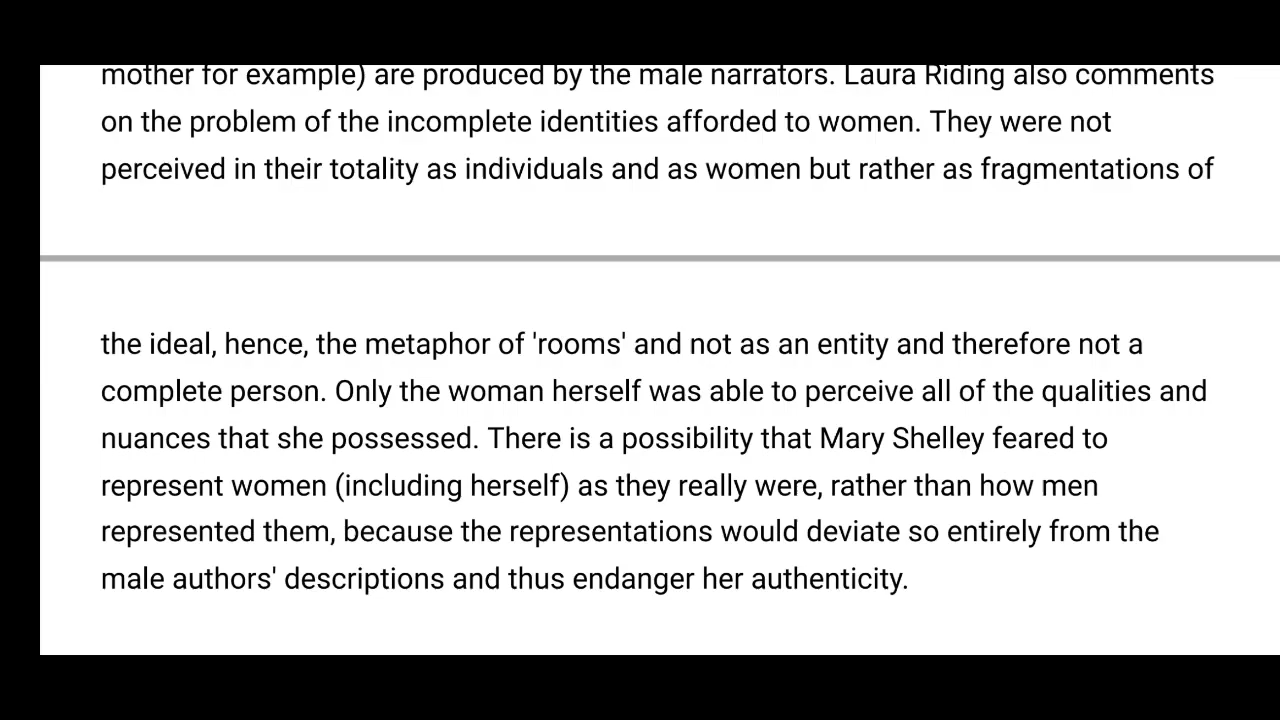 mother for example) are produced by the male narrators. Laura Riding also comments
on the problem of the incomplete identities afforded to women. They were not
perceived in their totality as individuals and as women but rather as fragmentations of
the ideal, hence, the metaphor of 'rooms' and not as an entity and therefore not a
complete person. Only the woman herself was able to perceive all of the qualities and
nuances that she possessed. There is a possibility that Mary Shelley feared to
represent women (including herself) as they really were, rather than how men
represented them, because the representations would deviate so entirely from the
male authors' descriptions and thus endanger her authenticity.